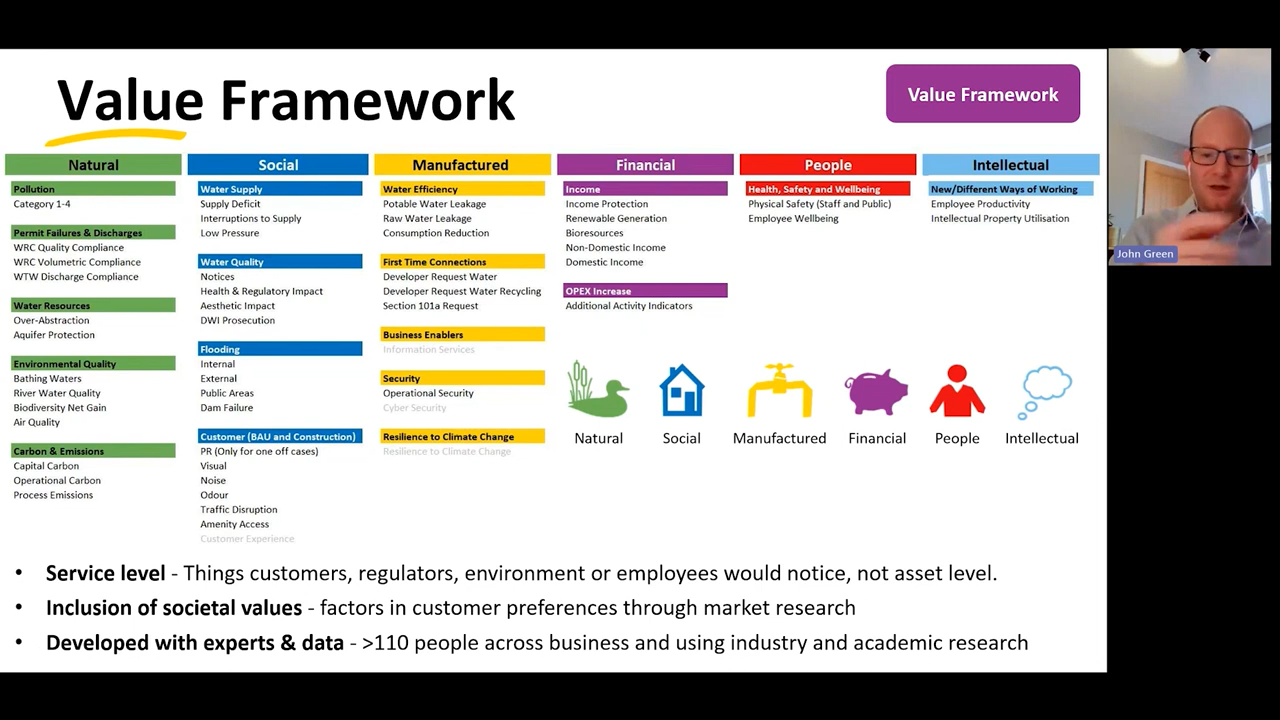 Value Framework
Value Framework
Natural
Pollution
Category 1-4
Permit Failures & Discharges
WRC Quality Compliance
WRC Volumetric Compliance
WTW Discharge Compliance
Water Resources
Over-Abstraction
Aquifer Protection
Environmental Quality
Bathing Waters
River Water Quality
Biodiversity Net Gain
Air Quality
Carbon & Emissions
Capital Carbon
Operational Carbon
Process Emissions
Social
Water Supply
Supply Deficit
Interruptions to Supply
Low Pressure
Water Quality
Notices
Health & Regulatory Impact
Aesthetic Impact
DWI Prosecution
Flooding
Internal
External
Public Areas
Dam Failure
Customer (BAU and Construction)
PR (Only for one off cases)
Visual
Noise
Odour
Traffic Disruption
Amenity Access
Customer Experience
Manufactured
Water Efficiency
Potable Water Leakage
Raw Water Leakage
Consumption Reduction
First Time Connections
Developer Request Water
Developer Request Water Recycling
Section 101a Request
Business Enablers
Information Services
Security
Operational Security
Cyber Security
Resilience to Climate Change
Resilience to Climate Change
Financial
Income
Income Protection
Renewable Generation
Bioresources
Non-Domestic Income
Domestic Income
OPEX Increase
Additional Activity Indicators
People
Health, Safety and Wellbeing
Physical Safety (Staff and Public)
Employee Wellbeing
Intellectual
New/Different Ways of Working
Employee Productivity
Intellectual Property Utilisation
Natural
Social
Manufactured
Financial
People
Intellectual
• Service level - Things customers, regulators, environment or employees would notice, not asset level.
• Inclusion of societal values - factors in customer preferences through market research
• Developed with experts & data - >110 people across business and using industry and academic research
John Green